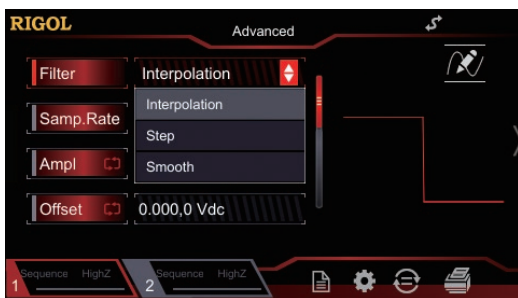 RIGOL
Advanced
Filter
Interpolation
Interpolation
Samp.Rate
Step
Ampl
Smooth
Offset
0.000,0 Vdc
1 Sequence HighZ
2 Sequence HighZ